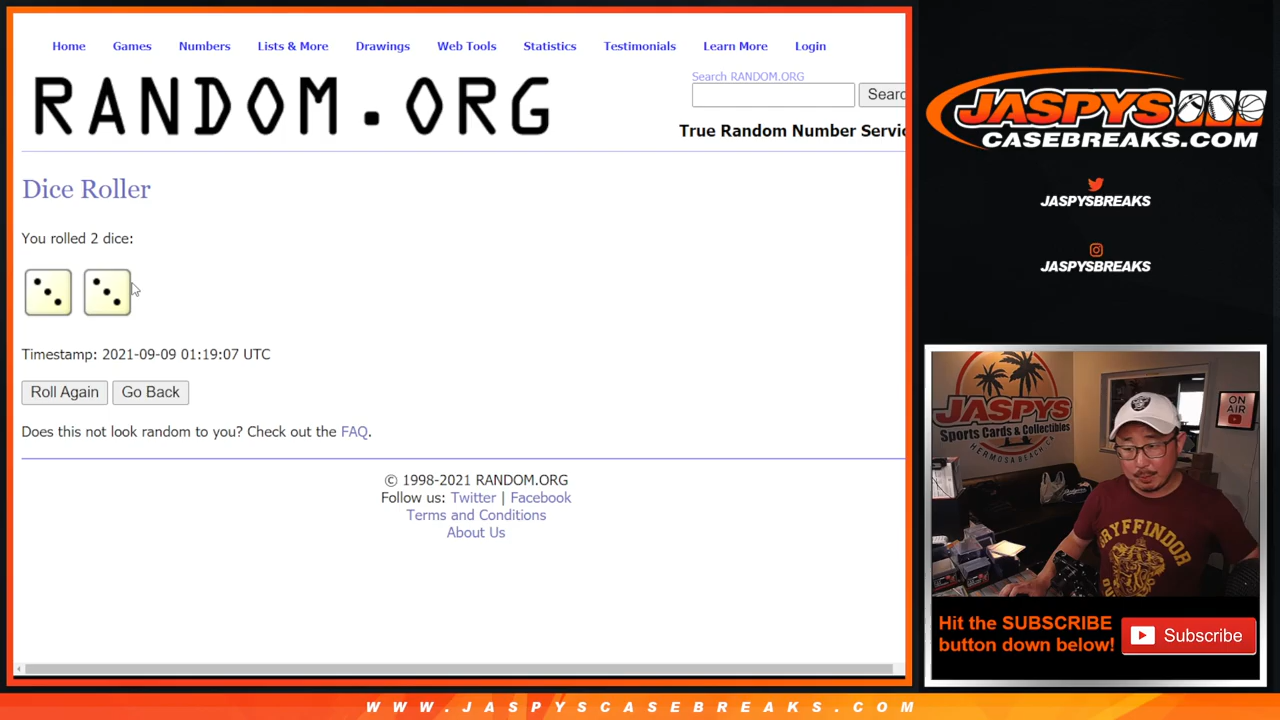 Home Games Numbers Lists & More Drawings Web Tools Statistics Testimonials Learn More Login
RANDOM.ORG
Search RANDOM.ORG
Searc
True Random Number Servic
Dice Roller
You rolled 2 dice:
Timestamp: 2021-09-09 01:19:07 UTC
Roll Again Go Back
Does this not look random to you? Check out the FAQ.
© 1998-2021 RANDOM.ORG
Follow us: Twitter | Facebook
Terms and Conditions
About Us
JASPYS
CASEBREAKS.COM
JASPYSBREAKS
JASPYSBREAKS
JASPYS
Sports Cards & Collectibles
HERMOSA BEACH, CA
ON
AIR
GRYFFINDOR
Hit the SUBSCRIBE
button down below!
Subscribe
WWW.JASPYSCASEBREAKS.COM